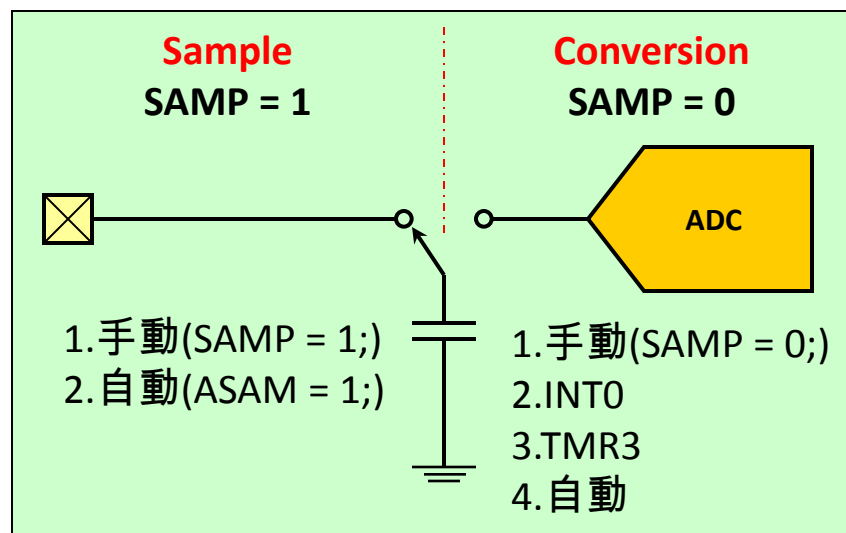 Sample
SAMP = 1
Conversion
SAMP = 0
ADC
1.手動(SAMP = 1;)
2.自動(ASAM = 1;)
1.手動(SAMP = 0;)
2.INT0
3.TMR3
4.自動